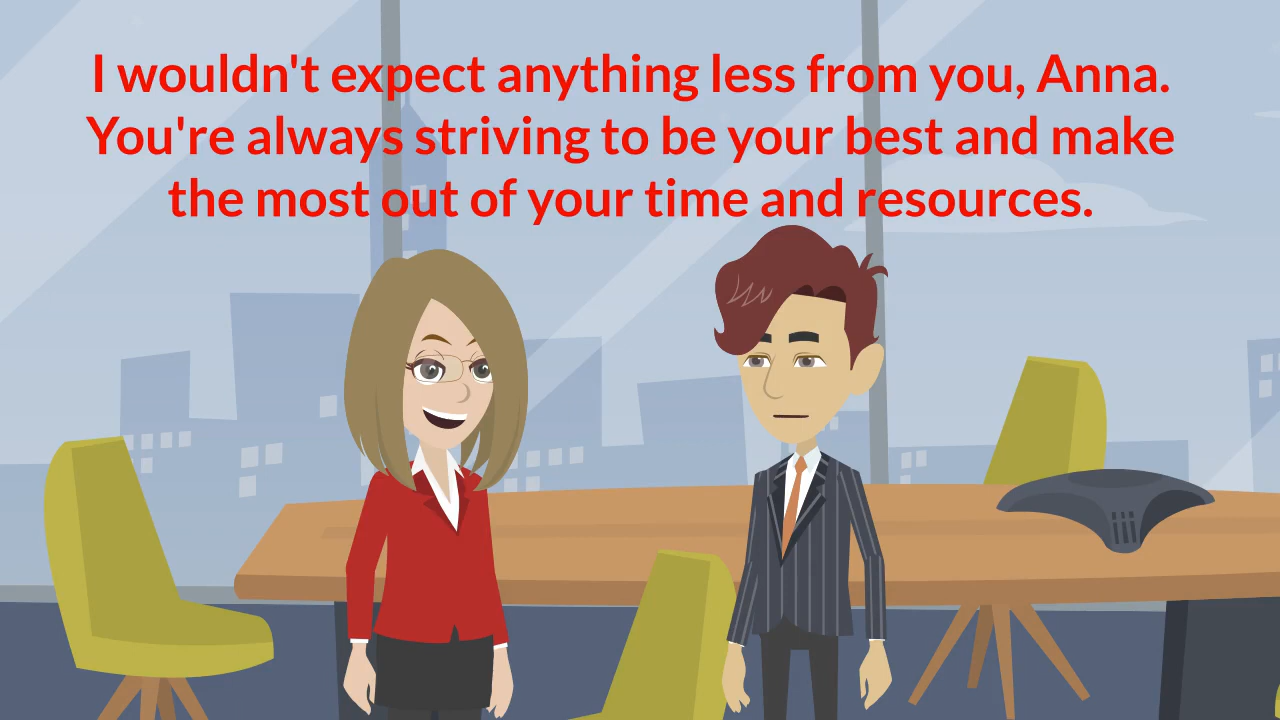 I wouldn't expect anything less from you, Anna.
You're always striving to be your best and make
the most out of your time and resources.